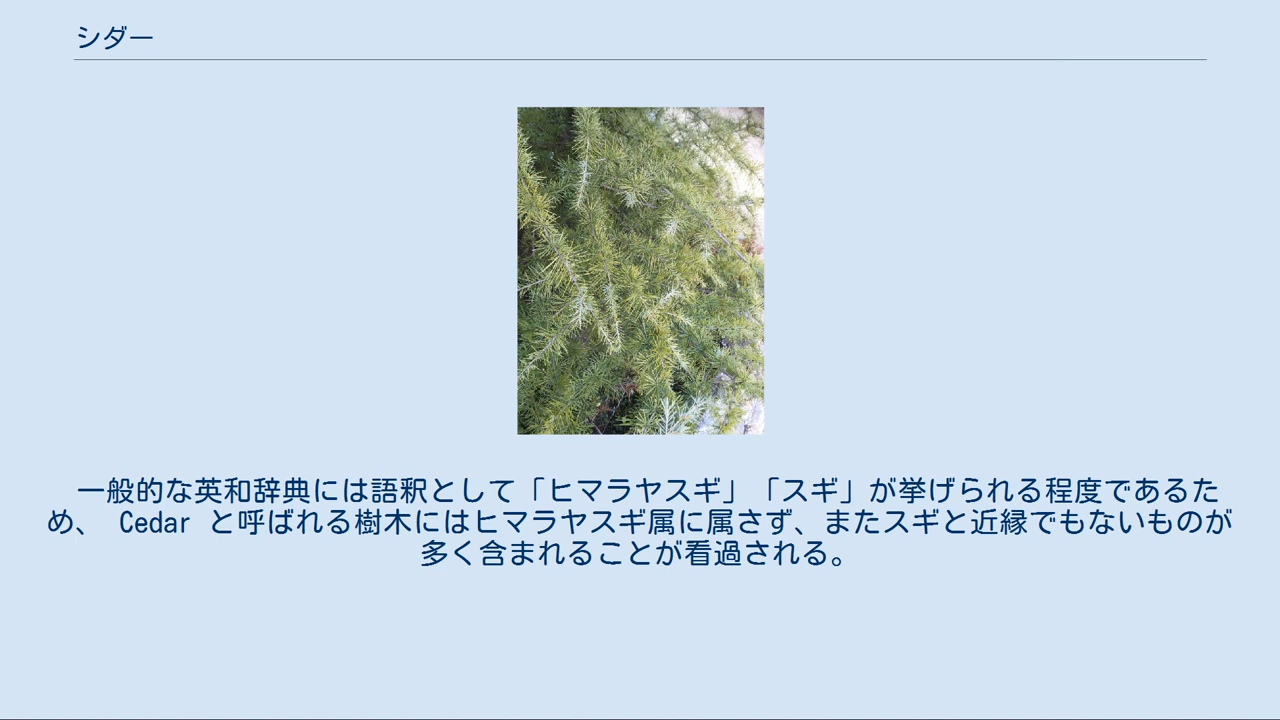 シダー
一般的な英和辞典には語釈として「ヒマラヤスギ」「スギ」が挙げられる程度であるた
め、 Cedar と呼ばれる樹木にはヒマラヤスギ属に属さず、またスギと近縁でもないものが
多く含まれることが看過される。